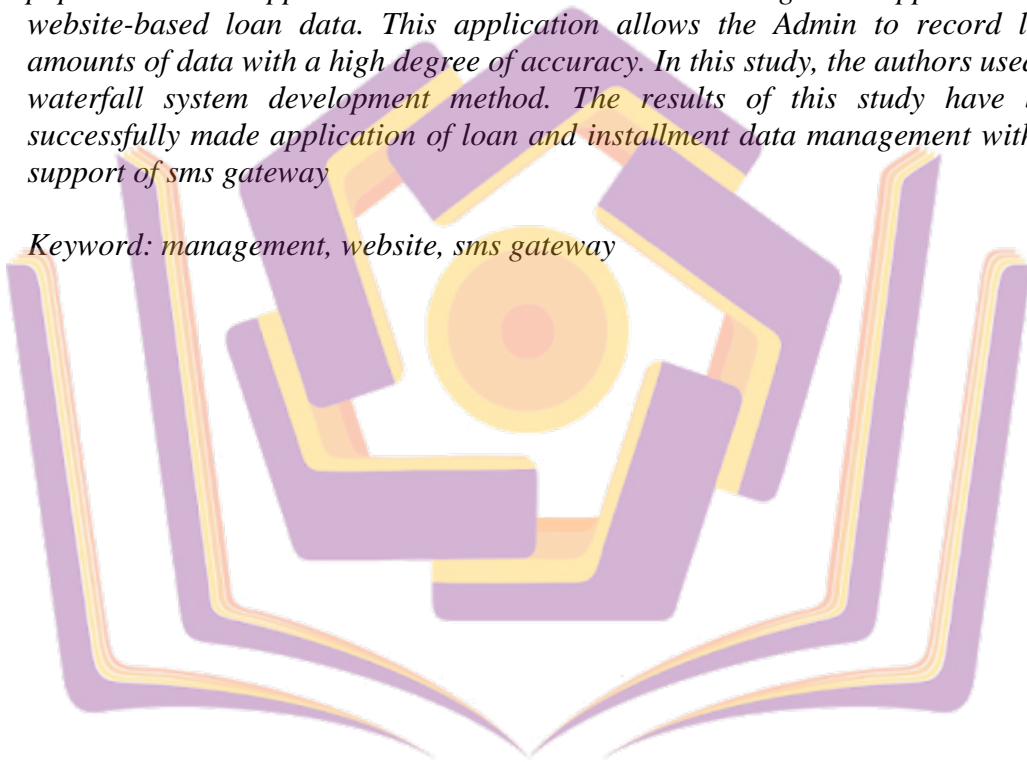 website-based loan data. This application allows the Admin to record l
amounts of data with a high degree of accuracy. In this study, the authors used
waterfall system development method. The results of this study have
successfully made application of loan and installment data management with
support of sms gateway
Keyword: management, website, sms gateway